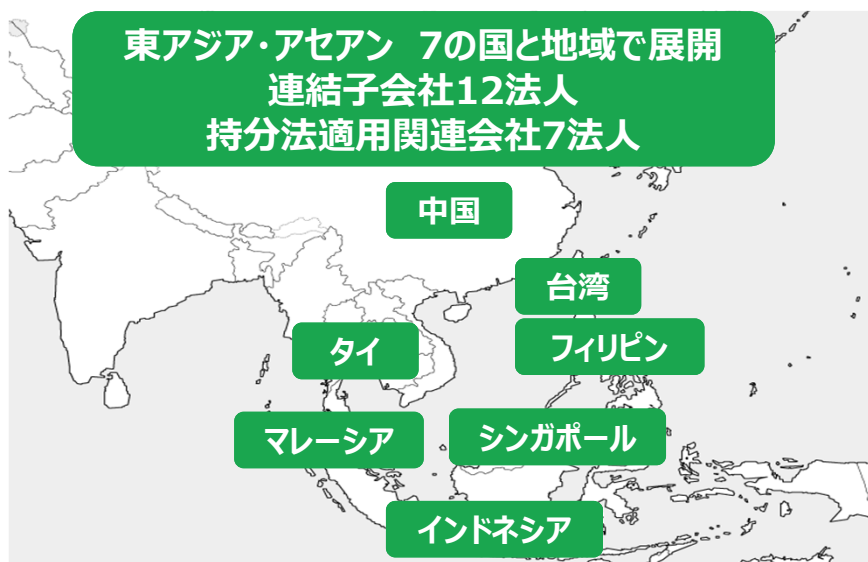 東アジア・アセアン 7の国と地域で展開
連結子会社12法人
持分法適用関連会社7法人
中国
台湾
タイ
フィリピン
マレーシア
シンガポール
インドネシア